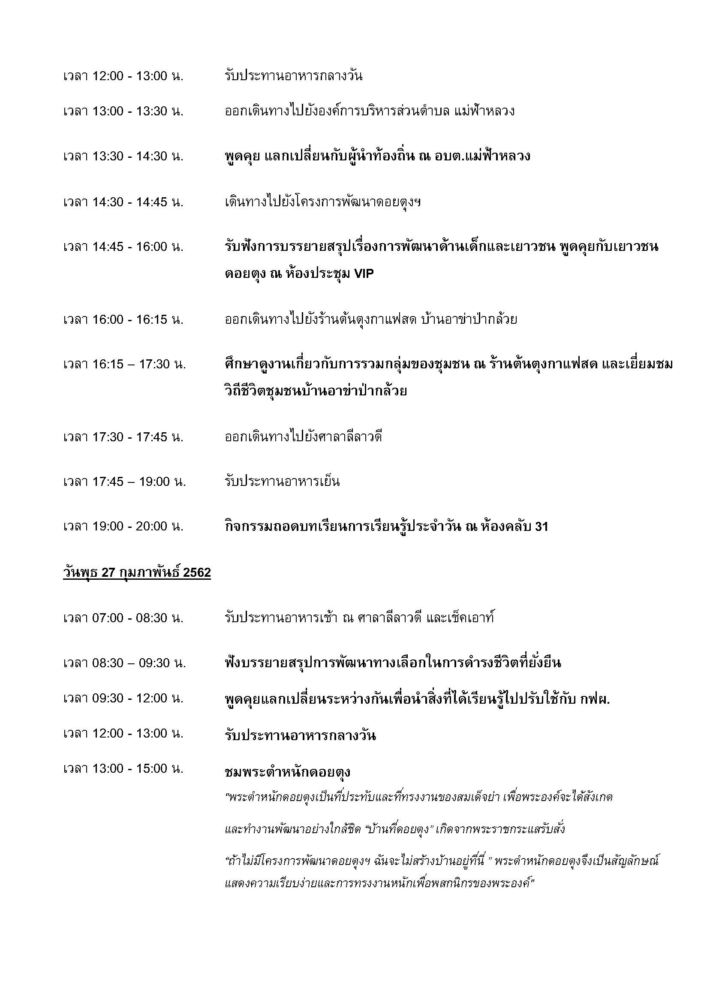 เวลา 12:00 - 13:00 น. รับประทานอาหารกลางวัน
เวลา 13:00 - 13:30 น. ออกเดินทางไปยังองค์การบริหารส่วนตำบล แม่ฟ้าหลวง
เวลา 13:30 - 14:30 น. พูดคุย แลกเปลี่ยนกับผู้นำท้องถิ่น ณ อบต.แม่ฟ้าหลวง
เวลา 14:30 - 14:45 น. เดินทางไปยังโครงการพัฒนาดอยตุงฯ
เวลา 14:45 - 16:00 น. รับฟังการบรรยายสรุปเรื่องการพัฒนาด้านเด็กและเยาวชน พูดคุยกับเยาวชน
ดอยตุง ณ ห้องประชุม VIP
เวลา 16:00 - 16:15 น. ออกเดินทางไปยังร้านต้นตุงกาแฟสด บ้านอาข่าป่ากล้วย
เวลา 16:15 – 17:30 น. ศึกษาดูงานเกี่ยวกับการรวมกลุ่มของชุมชน ณ ร้านต้นตุงกาแฟสด และเยี่ยมชม
วิถีชีวิตชุมชนบ้านอาข่าป่ากล้วย
เวลา 17:30 - 17:45 น. ออกเดินทางไปยังศาลาลีลาวดี
เวลา 17:45 – 19:00 น. รับประทานอาหารเย็น
เวลา 19:00 - 20:00 น. กิจกรรมถอดบทเรียนการเรียนรู้ประจำวัน ณ ห้องคลับ 31
วันพุธ 27 กุมภาพันธ์ 2562
เวลา 07:00 - 08:30 น. รับประทานอาหารเช้า ณ ศาลาลีลาวดี และเช็คเอาท์
เวลา 08:30 – 09:30 น. ฟังบรรยายสรุปการพัฒนาทางเลือกในการดำรงชีวิตที่ยั่งยืน
เวลา 09:30 - 12:00 น. พูดคุยแลกเปลี่ยนระหว่างกันเพื่อนำสิ่งที่ได้เรียนรู้ไปปรับใช้กับ กฟผ.
เวลา 12:00 - 13:00 น. รับประทานอาหารกลางวัน
เวลา 13:00 - 15:00 น. ชมพระตำหนักดอยตุง
"พระตำหนักดอยตุงเป็นที่ประทับและที่ทรงงานของสมเด็จย่า เพื่อพระองค์จะได้สังเกต
และทำงานพัฒนาอย่างใกล้ชิด “บ้านที่ดอยตุง” เกิดจากพระราชกระแสรับสั่ง
“ถ้าไม่มีโครงการพัฒนาดอยตุงฯ ฉันจะไม่สร้างบ้านอยู่ที่นี่ ” พระตำหนักดอยตุงจึงเป็นสัญลักษณ์
แสดงความเรียบง่ายและการทรงงานหนักเพื่อพสกนิกรของพระองค์"